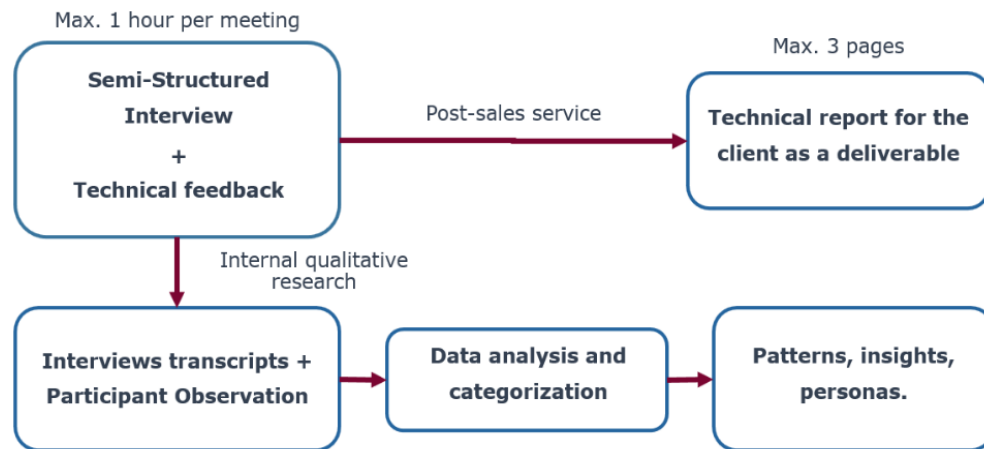 Max. 1 hour per meeting
Semi-Structured
Interview
+
Technical feedback
Post-sales service
Max. 3 pages
Technical report for the
client as a deliverable
Internal qualitative
research
Interviews transcripts +
Participant Observation
Data analysis and
categorization
Patterns, insights,
personas.